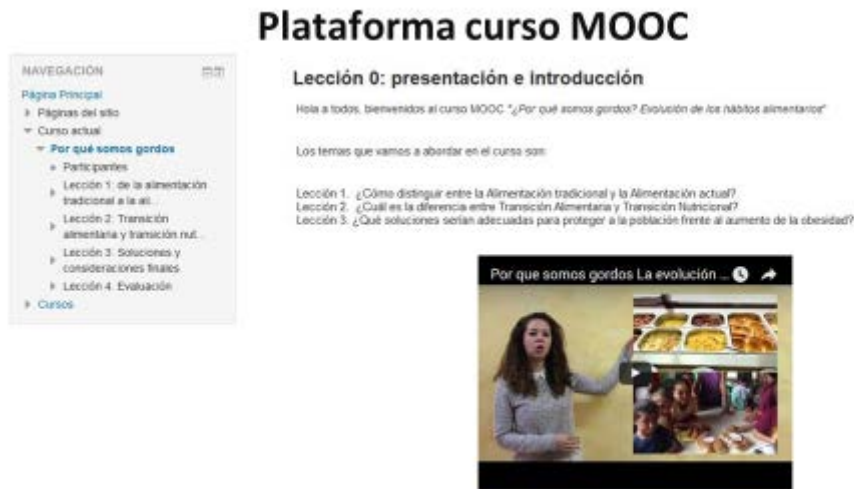 Plataforma curso MOOC
NAVEGACIÓN
Página Principal
Páginas del sitio
Curso actual
Por qué somos gordos
Participantes
Lección 1: de la alimentación
tradicional a la ali...
Lección 2: Transición
alimentaria y transición nut...
Lección 3: Soluciones y
consideraciones finales
Lección 4: Evaluación
Cursos
Lección 0: presentación e introducción
Hola a todos, bienvenidos al curso MOOC "¿Por qué somos gordos? Evolución de los hábitos alimentarios"
Los temas que vamos a abordar en el curso son:
Lección 1. ¿Cómo distinguir entre la Alimentación tradicional y la Alimentación actual?
Lección 2. ¿Cuál es la diferencia entre Transición Alimentaria y Transición Nutricional?
Lección 3. ¿Qué soluciones serían adecuadas para proteger a la población frente al aumento de la obesidad?
Por que somos gordos La evolución ...